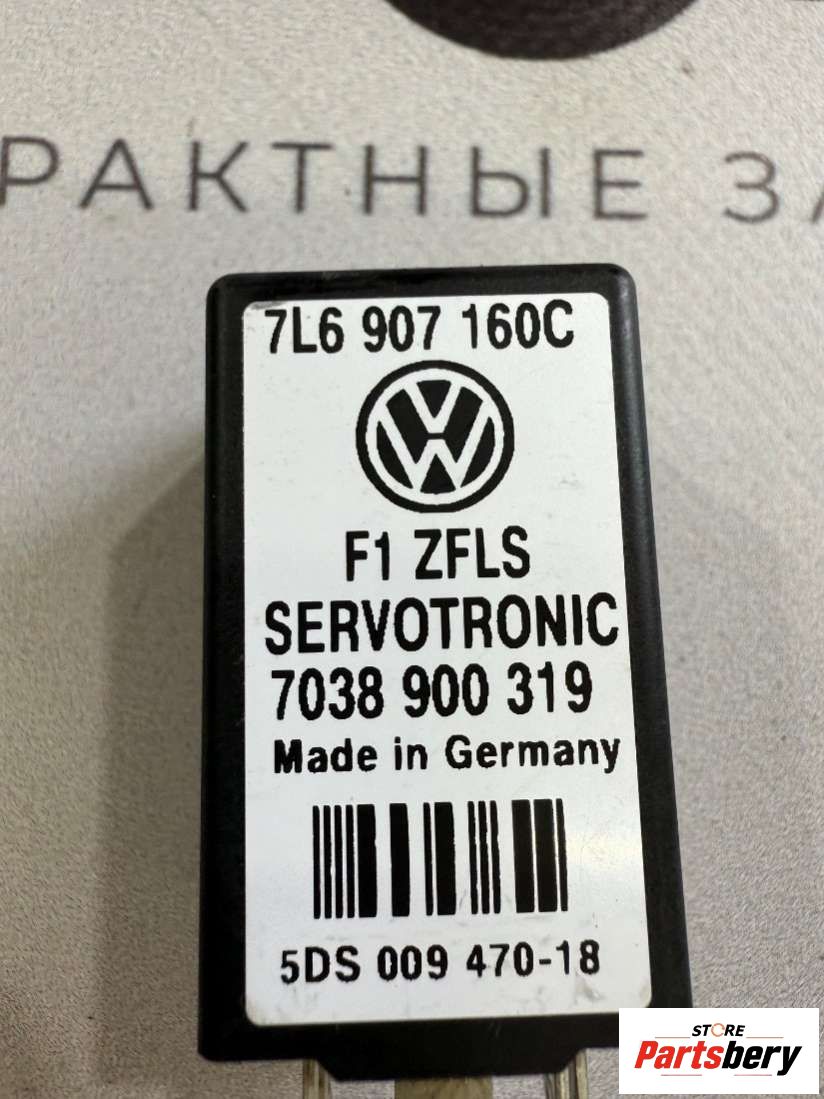 РАКТНЫЕ ЗА
7L6 907 160C
F1 ZFLS
SERVOTRONIC
7038 900 319
Made in Germany
5DS 009 470-18
STORE
Partsbery